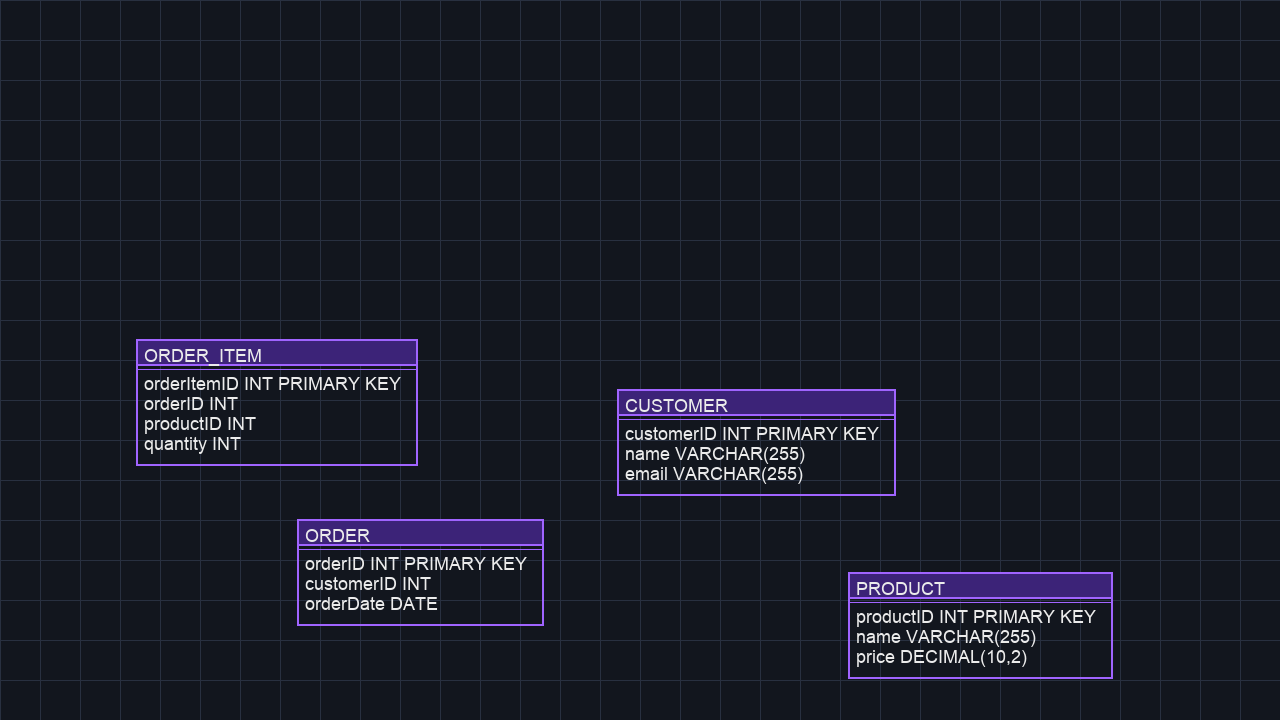 ORDER_ITEM
orderItemID INT PRIMARY KEY
orderID INT
productID INT
quantity INT
CUSTOMER
customerID INT PRIMARY KEY
name VARCHAR(255)
email VARCHAR(255)
ORDER
orderID INT PRIMARY KEY
customerID INT
orderDate DATE
PRODUCT
productID INT PRIMARY KEY
name VARCHAR(255)
price DECIMAL(10,2)